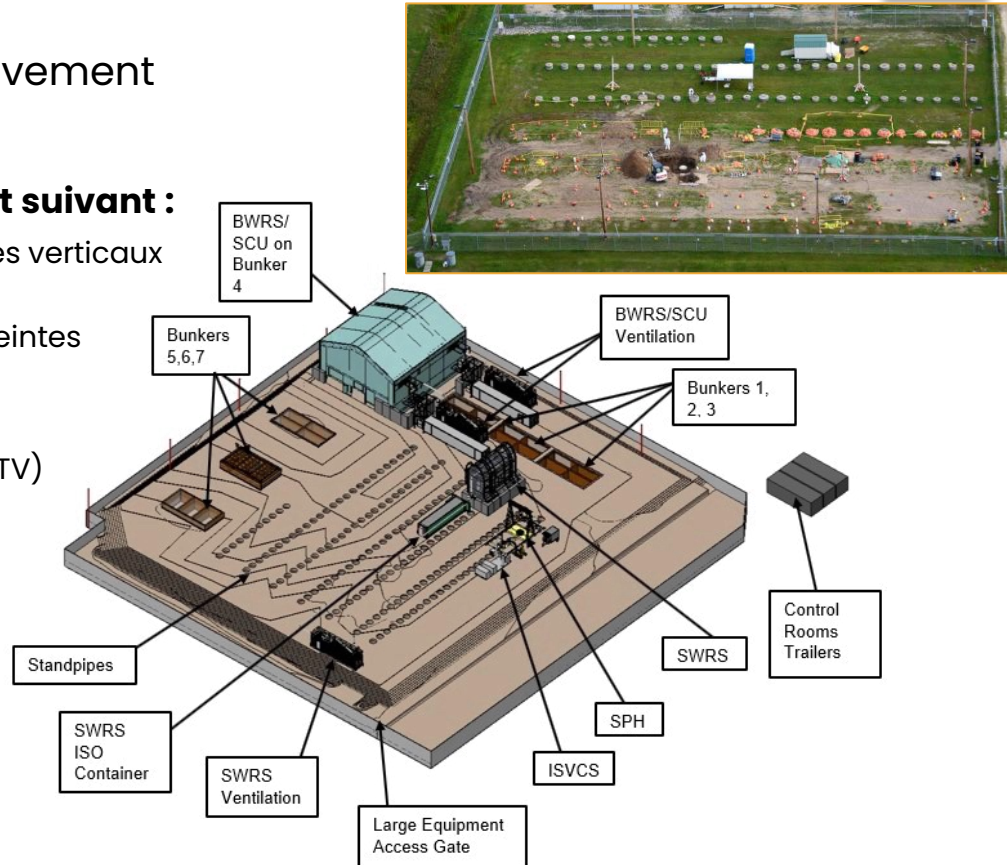 vement
t suivant :
es verticaux
eintes
TV)
BWRS/
SCU on
Bunker
4
Bunkers
5,6,7
BWRS/SCU
Ventilation
Bunkers 1,
2, 3
Standpipes
SWRS
ISO
Container
SWRS
Ventilation
Large Equipment
Access Gate
ISVCS
SPH
SWRS
Control
Rooms
Trailers